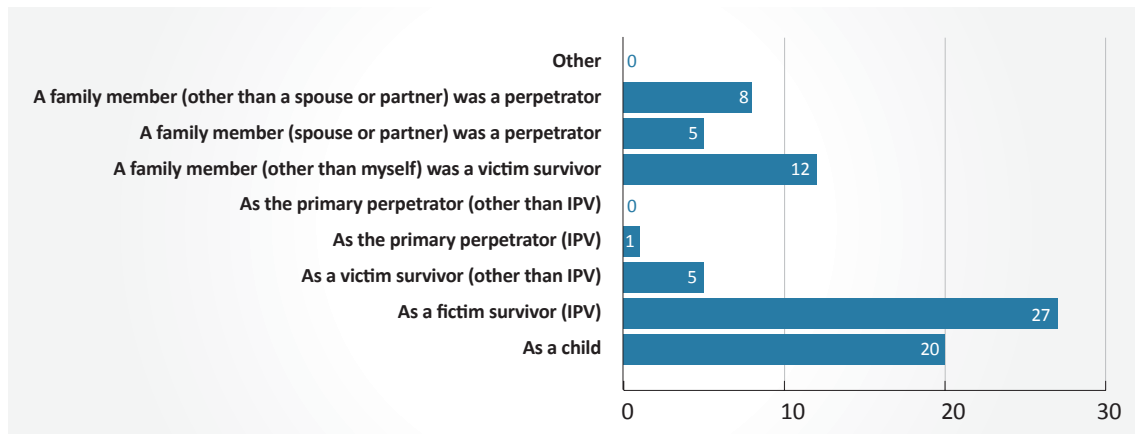 Other 0
A family member (other than a spouse or partner) was a perpetrator 8
A family member (spouse or partner) was a perpetrator 5
A family member (other than myself) was a victim survivor 12
As the primary perpetrator (other than IPV) 0
As the primary perpetrator (IPV) 1
As a victim survivor (other than IPV) 5
As a fictim survivor (IPV) 27
As a child 20
0 10 20 30